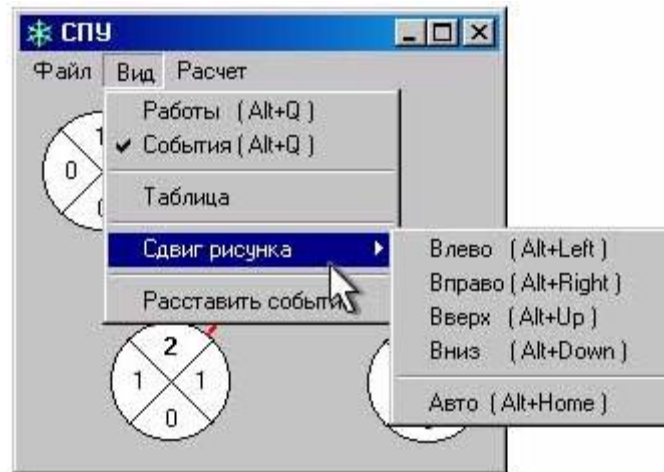 СПУ
Файл Вид Расчет
Работы ( Alt+Q )
События ( Alt+Q )
Таблица
Сдвиг рисунка
Расставить
Влево ( Alt+Left )
Вправо ( Alt+Right )
Вверх ( Alt+Up )
Вниз ( Alt+Down )
Авто ( Alt+Home )
1
0
2
1 1
0